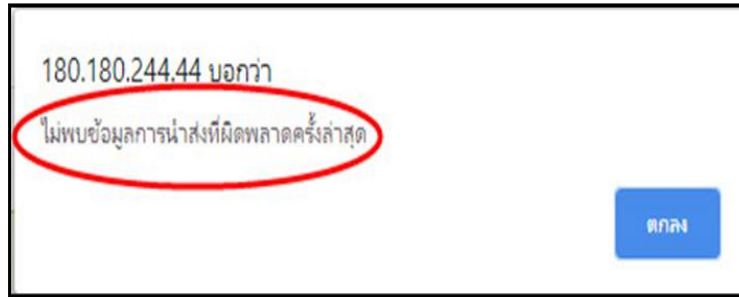 180.180.244.44 บอกว่า
ไม่พบข้อมูลการนำส่งที่ผิดพลาดครั้งล่าสุด
ตกลง